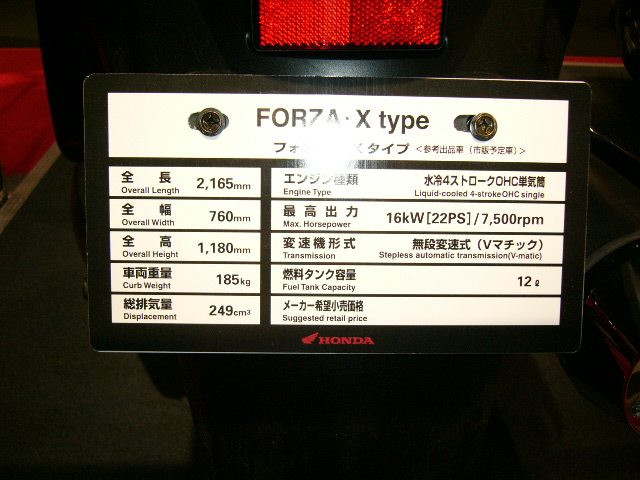 FORZA・X type
フォ Xタイプ <参考出品車(市販予定車)>
全長 2,165mm
Overall Length
全幅 760mm
Overall Width
全高 1,180mm
Overall Height
車両重量 185kg
Curb Weight
総排気量 249cm³
Displacement
エンジン種類 水冷4ストロークOHC単気筒
Engine Type Liquid-cooled 4-stroke OHC single
最高出力 16kW[22PS]/7,500rpm
Max. Horsepower
変速機形式 無段変速式(Vマチック)
Transmission Stepless automatic transmission(V-matic)
燃料タンク容量 12ℓ
Fuel Tank Capacity
メーカー希望小売価格
Suggested retail price
HONDA